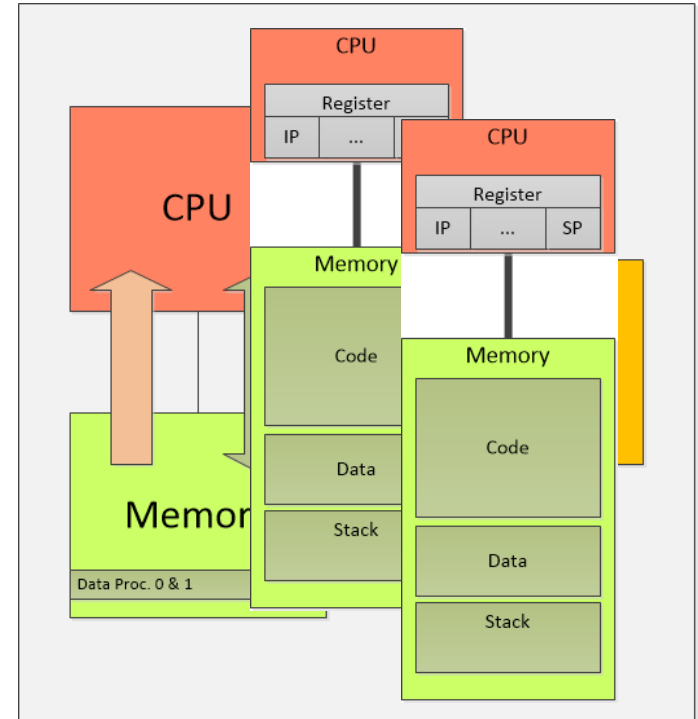 CPU
Register
IP ...
CPU
Register
IP ... SP
CPU
Memory
Code
Data
Stack
Memory
Code
Data
Stack
Memor
Data Proc. 0 & 1